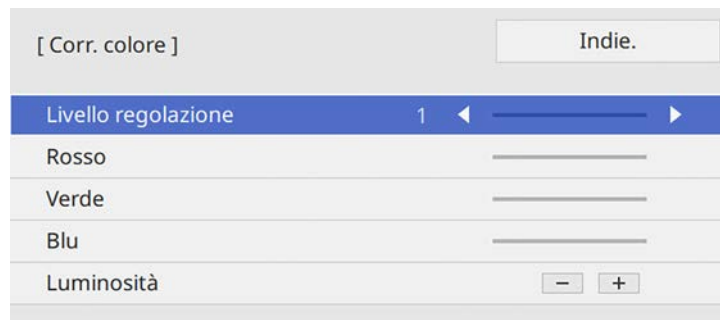 [ Corr. colore ]
Indie.
Livello regolazione 1
Rosso
Verde
Blu
Luminosità − +